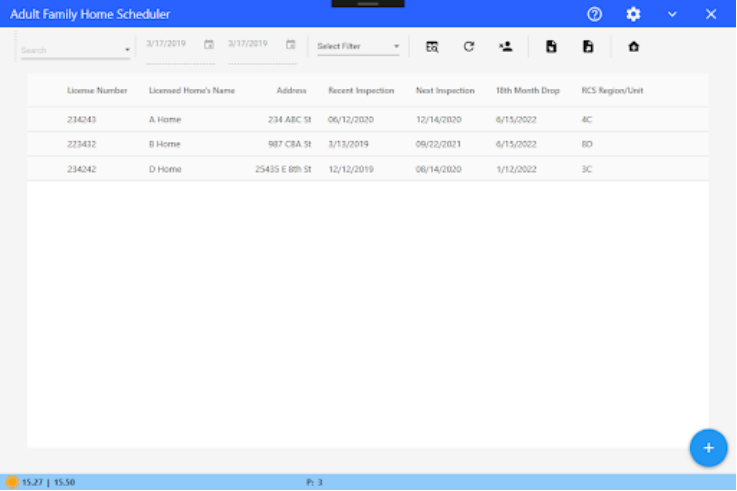 Adult Family Home Scheduler
Search 3/17/2019 3/17/2019 Select Filter
License Number Licensed Home's Name Address Recent Inspection Next Inspection 18th Month Drop RCS Region/Unit
234243 A Home 234 ABC St 06/12/2020 12/14/2020 6/15/2022 4C
223432 B Home 987 CBA St 3/13/2019 09/22/2021 6/15/2022 8D
234242 D Home 25435 E 8th St 12/12/2019 08/14/2020 1/12/2022 3C
15.27 | 15.50 P: 3